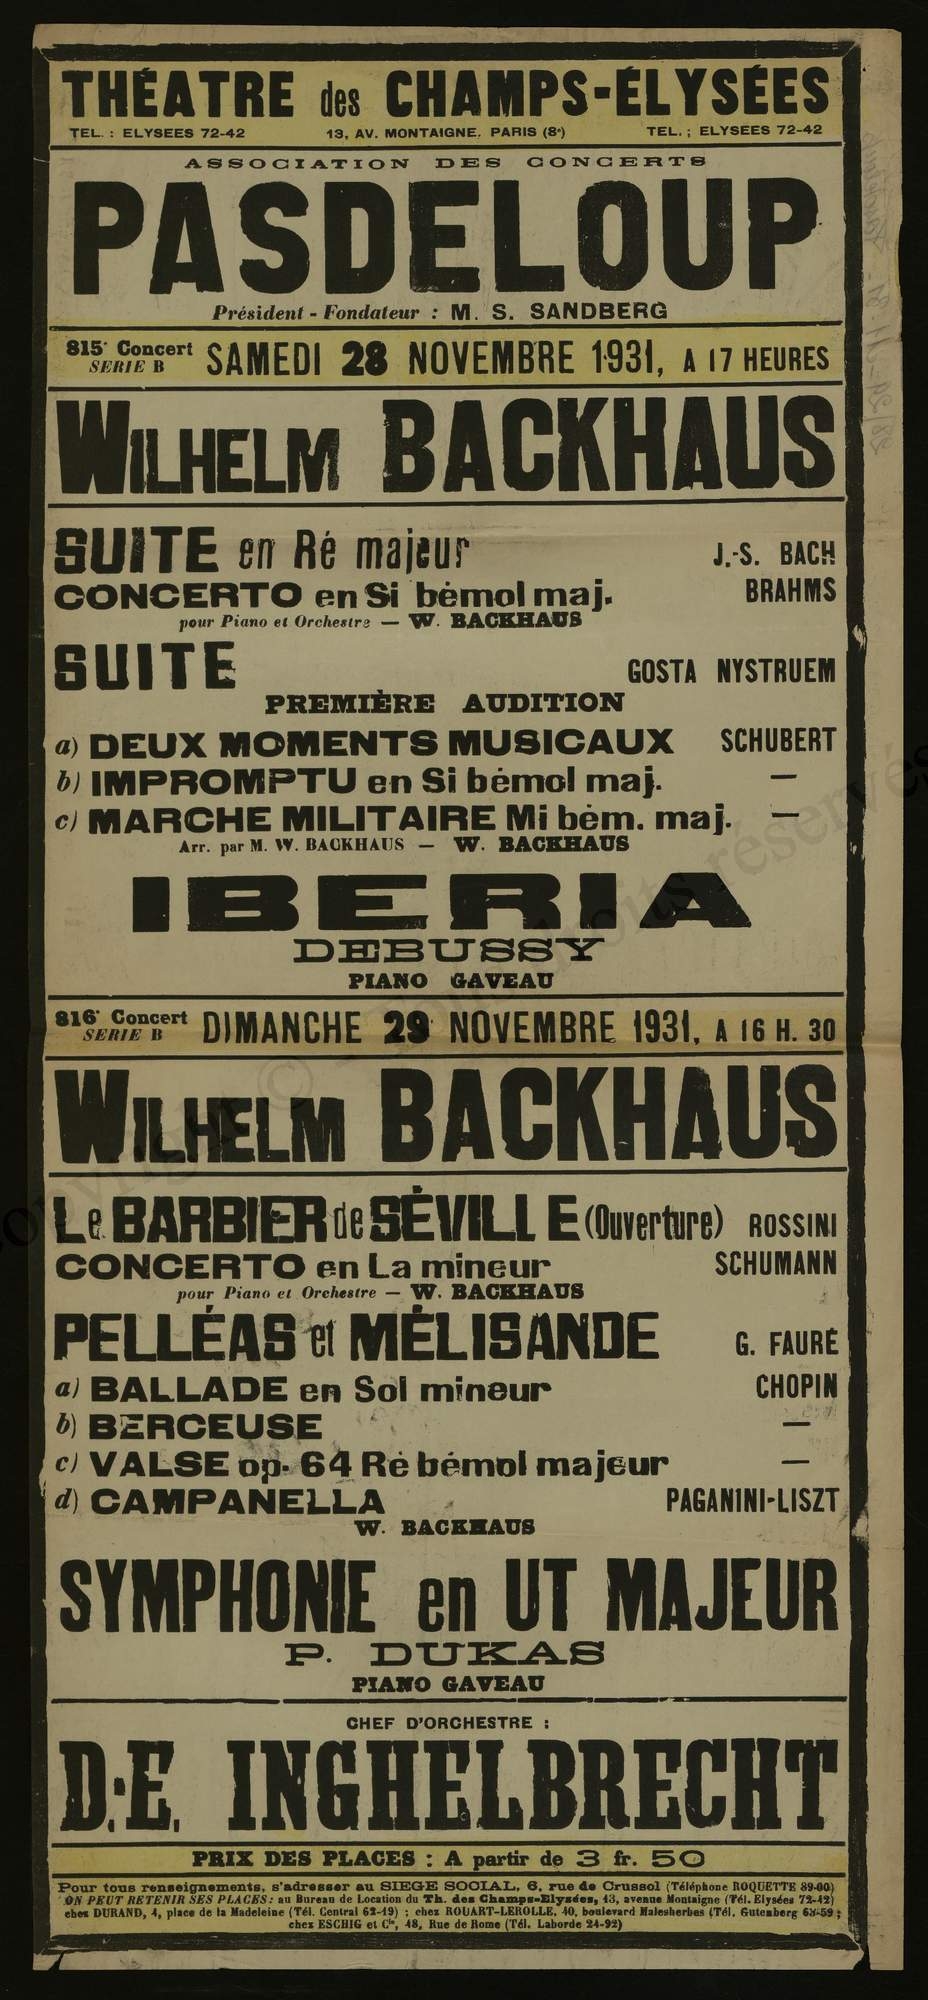 THÉATRE des CHAMPS-ÉLYSÉES
TEL. : ELYSEES 72-42 13, AV. MONTAIGNE. PARIS (8e) TEL. ; ELYSEES 72-42
ASSOCIATION DES CONCERTS
PASDELOUP
Président - Fondateur : M. S. SANDBERG
815e Concert
SERIE B
SAMEDI 28 NOVEMBRE 1931, A 17 HEURES
WILHELM BACKHAUS
SUITE en Ré majeur J.-S. BACH
CONCERTO en Si bémol maj. BRAHMS
pour Piano et Orchestre — W. BACKHAUS
SUITE GOSTA NYSTRUEM
PREMIÈRE AUDITION
a) DEUX MOMENTS MUSICAUX SCHUBERT
b) IMPROMPTU en Si bémol maj. —
c) MARCHE MILITAIRE Mi bém. maj. —
Arr. par M. W. BACKHAUS — W. BACKHAUS
IBERIA
DEBUSSY
PIANO GAVEAU
816e Concert
SERIE B
DIMANCHE 29 NOVEMBRE 1931, A 16 H. 30
WILHELM BACKHAUS
Le BARBIER de SÉVILLE (Ouverture) ROSSINI
CONCERTO en La mineur SCHUMANN
pour Piano et Orchestre — W. BACKHAUS
PELLÉAS et MÉLISANDE G. FAURÉ
a) BALLADE en Sol mineur CHOPIN
b) BERCEUSE —
c) VALSE op. 64 Ré bémol majeur —
d) CAMPANELLA PAGANINI-LISZT
W. BACKHAUS
SYMPHONIE en UT MAJEUR
P. DUKAS
PIANO GAVEAU
CHEF D'ORCHESTRE :
D.-E. INGHELBRECHT
PRIX DES PLACES : A partir de 3 fr. 50
Pour tous renseignements, s'adresser au SIEGE SOCIAL, 6, rue de Crussol (Téléphone ROQUETTE 89-00)
ON PEUT RETENIR SES PLACES : au Bureau de Location du Th. des Champs-Elysées, 13, avenue Montaigne (Tél. Elysées 72-42)
chez DURAND, 4, place de la Madeleine (Tél. Central 62-19) ; chez ROUART-LEROLLE, 40, boulevard Malesherbes (Tél. Gutenberg 63-59 ;
chez ESCHIG et Cie, 48, Rue de Rome (Tél. Laborde 24-92)
Copyright © - Tous droits réservés